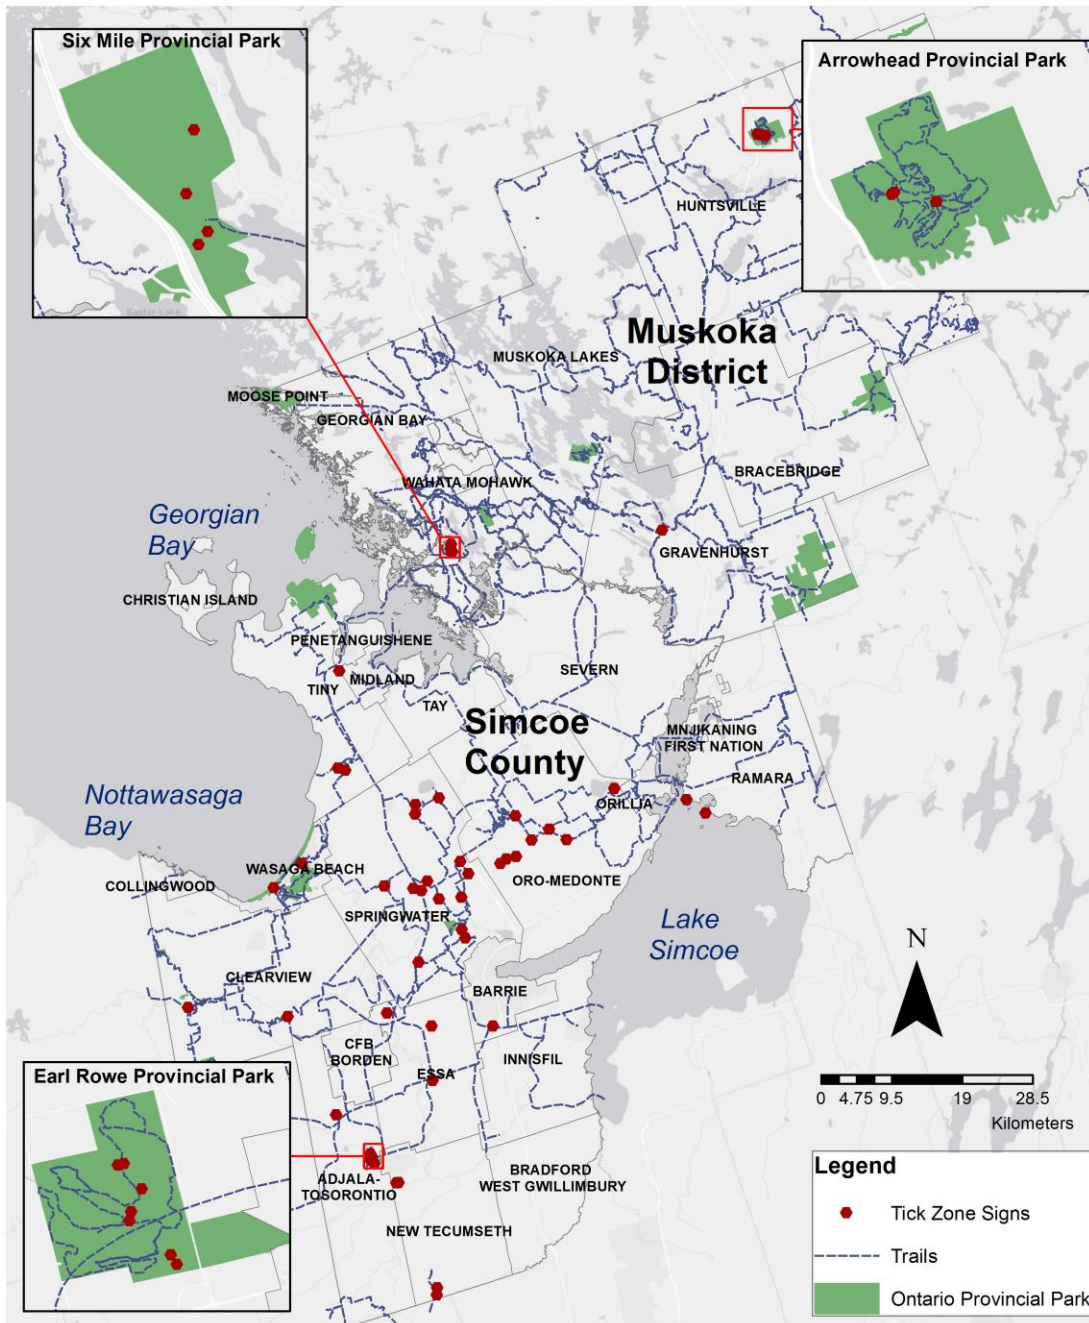 Six Mile Provincial Park
Baxter Lake
Arrowhead Provincial Park
HUNTSVILLE
Muskoka
District
MUSKOKA LAKES
MOOSE POINT
GEORGIAN BAY
BRACEBRIDGE
WAHATA MOHAWK
Georgian
Bay
GRAVENHURST
CHRISTIAN ISLAND
PENETANGUISHENE
SEVERN
MIDLAND
TINY
TAY
Simcoe
County
MNJIKANING
FIRST NATION
RAMARA
Nottawasaga
Bay
ORILLIA
WASAGA BEACH
COLLINGWOOD
ORO-MEDONTE
SPRINGWATER
Lake
Simcoe
N
CLEARVIEW
BARRIE
CFB
BORDEN
INNISFIL
ESSA
Earl Rowe Provincial Park
0 4.75 9.5 19 28.5
Kilometers
ADJALA-
TOSORONTIO
BRADFORD
WEST GWILLIMBURY
NEW TECUMSETH
Legend
Tick Zone Signs
Trails
Ontario Provincial Park